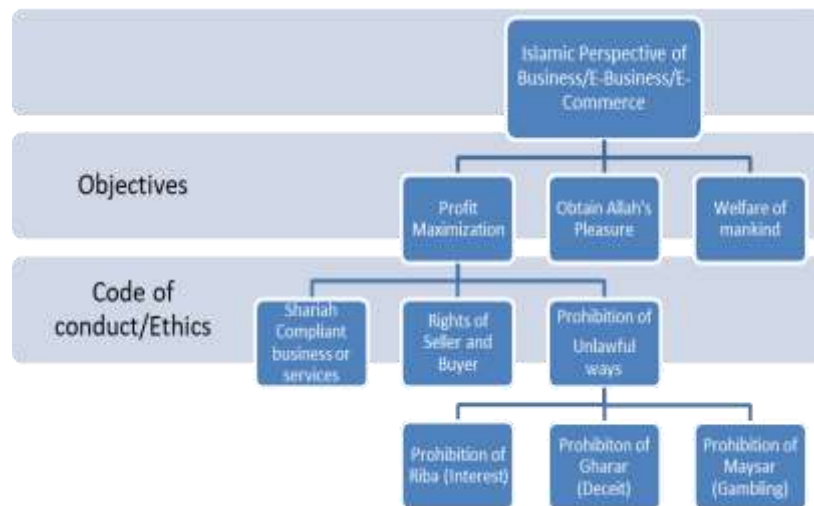 Islamic Perspective of
Business/E-Business/E-
Commerce
Objectives
Profit
Maximization
Obtain Allah's
Pleasure
Welfare of
mankind
Code of
conduct/Ethics
Shariah
Compliant
business or
services
Rights of
Seller and
Buyer
Prohibition of
Unlawful
ways
Prohibition of
Riba (Interest)
Prohibiton of
Gharar
(Deceit)
Prohibition of
Maysar
(Gambling)